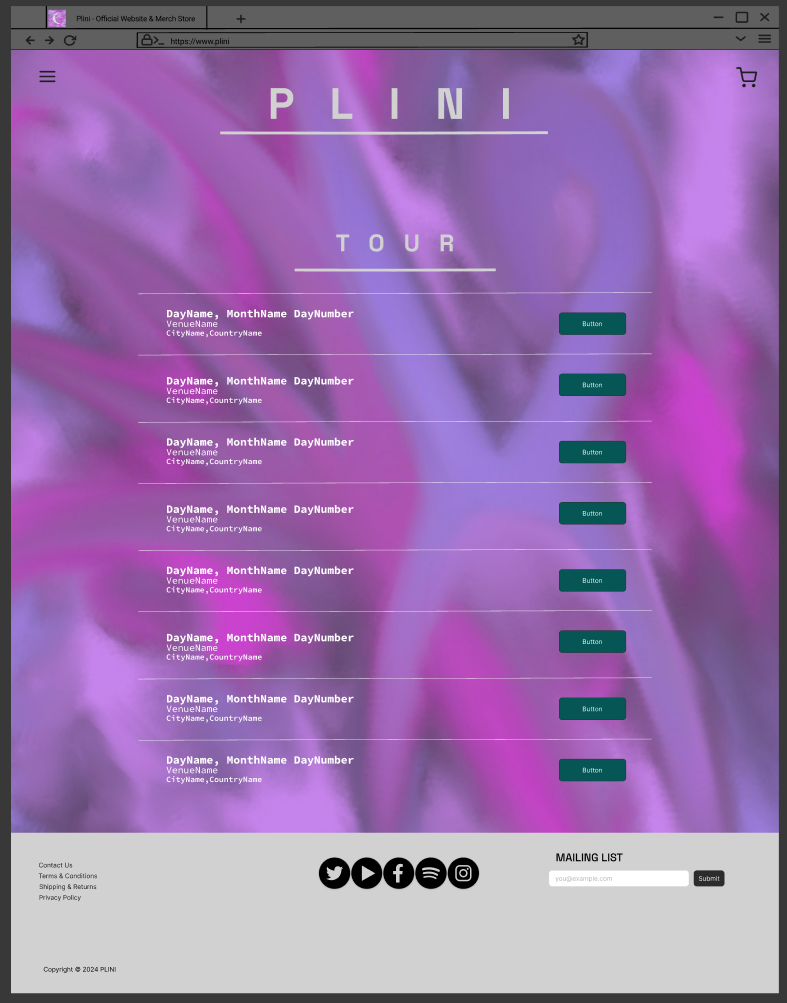 Plini - Official Website & Merch Store
https://www.plini
PLINI
TOUR
DayName, MonthName DayNumber
VenueName
CityName,CountryName
Button
DayName, MonthName DayNumber
VenueName
CityName,CountryName
Button
DayName, MonthName DayNumber
VenueName
CityName,CountryName
Button
DayName, MonthName DayNumber
VenueName
CityName,CountryName
Button
DayName, MonthName DayNumber
VenueName
CityName,CountryName
Button
DayName, MonthName DayNumber
VenueName
CityName,CountryName
Button
DayName, MonthName DayNumber
VenueName
CityName,CountryName
Button
DayName, MonthName DayNumber
VenueName
CityName,CountryName
Button
Contact Us
Terms & Conditions
Shipping & Returns
Privacy Policy
MAILING LIST
you@example.com
Submit
Copyright © 2024 PLINI